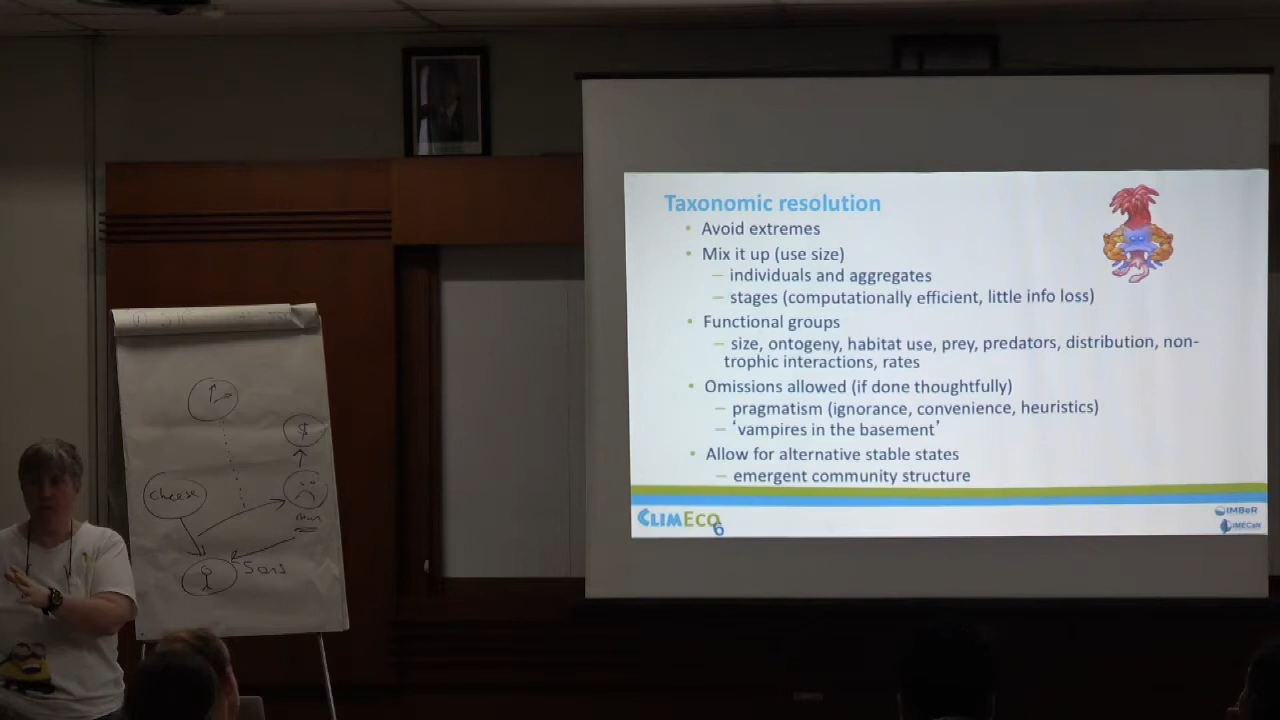 Taxonomic resolution
• Avoid extremes
• Mix it up (use size)
– individuals and aggregates
– stages (computationally efficient, little info loss)
• Functional groups
– size, ontogeny, habitat use, prey, predators, distribution, non-
trophic interactions, rates
• Omissions allowed (if done thoughtfully)
– pragmatism (ignorance, convenience, heuristics)
– ‘vampires in the basement’
• Allow for alternative stable states
– emergent community structure
CLIMECO
6
IMBeR
IMECaN
$
cheese